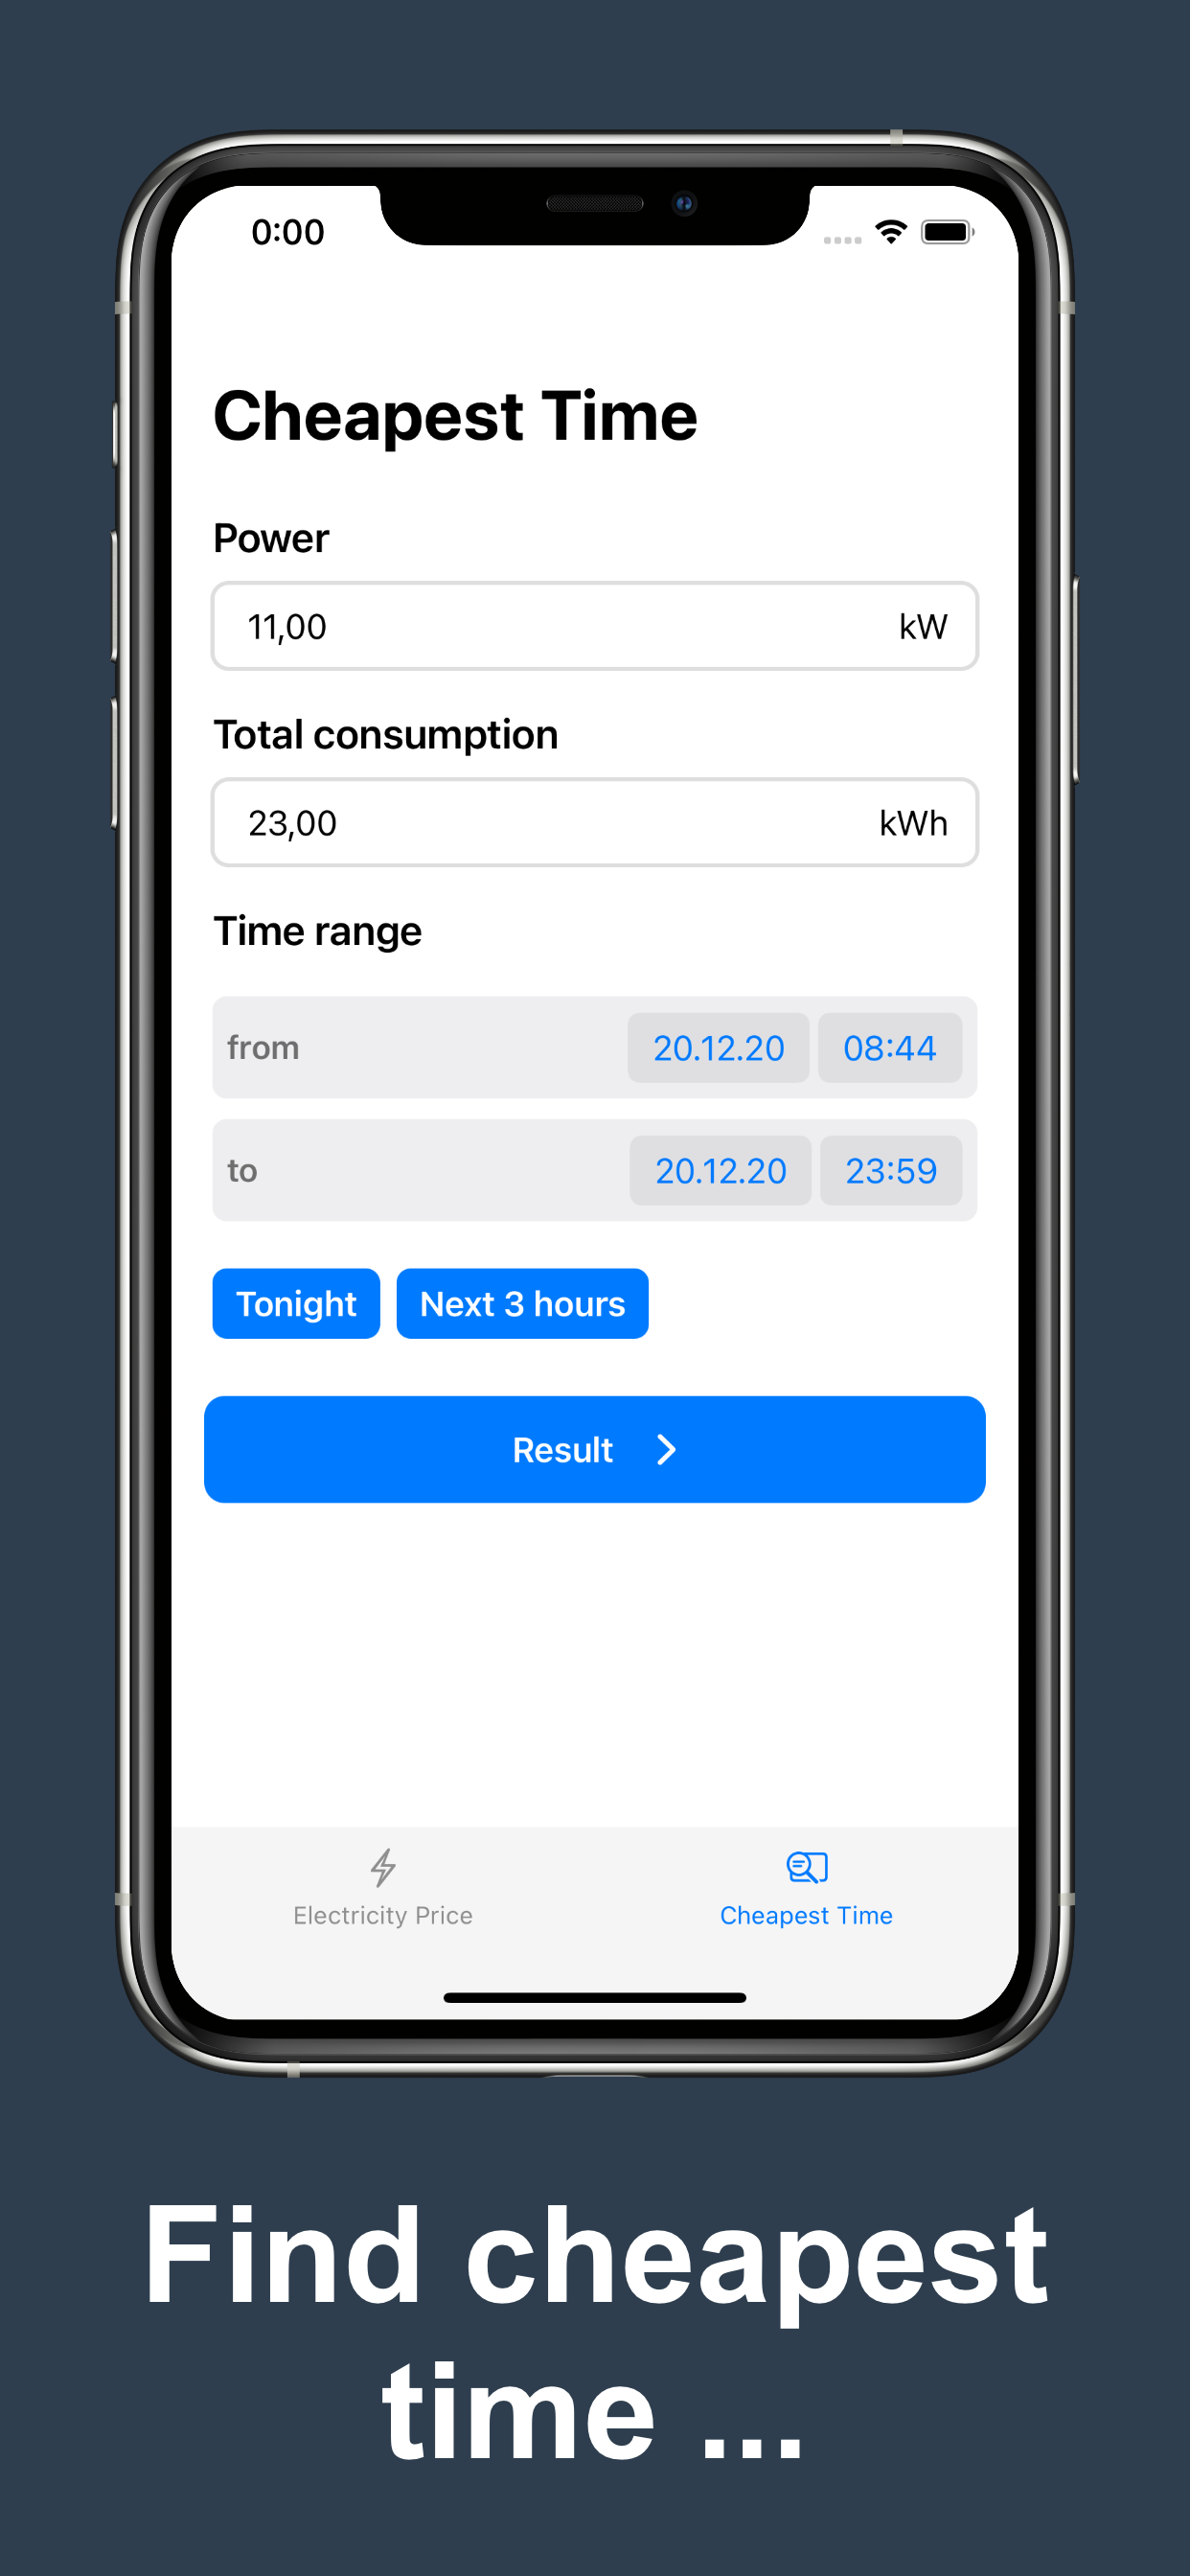 0:00
Cheapest Time
Power
11,00 kW
Total consumption
23,00 kWh
Time range
from 20.12.20 08:44
to 20.12.20 23:59
Tonight Next 3 hours
Result
Electricity Price Cheapest Time
Find cheapest
time ...